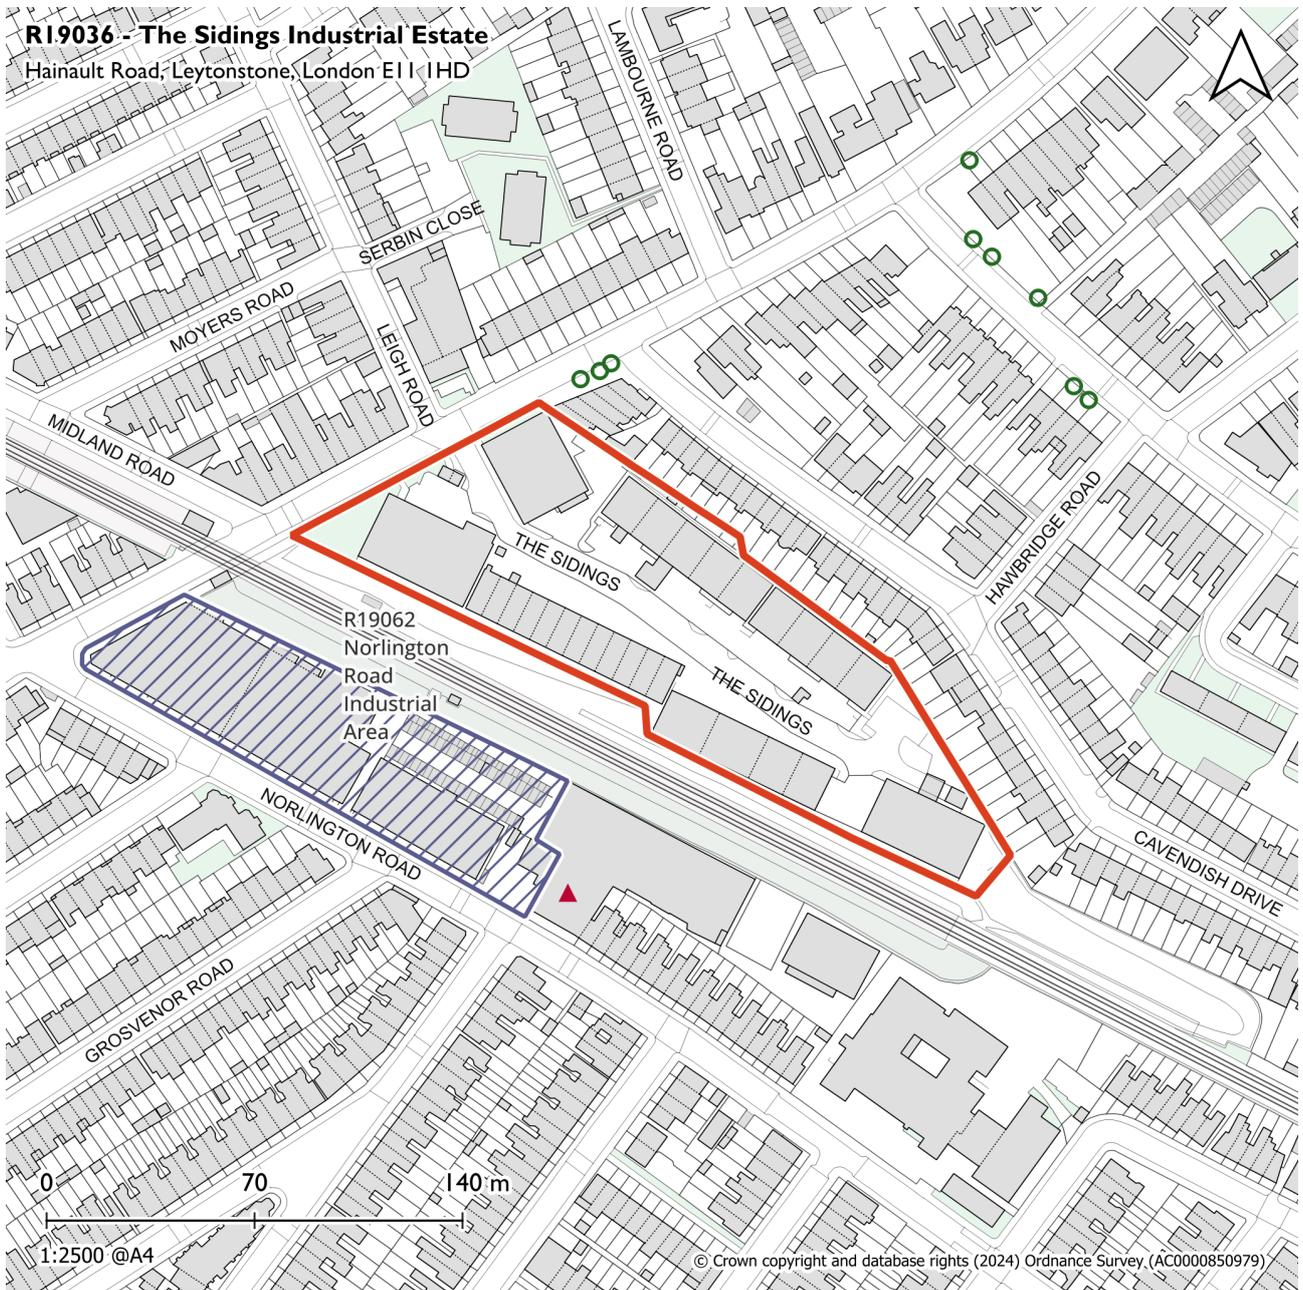 R19036 - The Sidings Industrial Estate
Hainault Road, Leytonstone, London E11 1HD
LAMBOURNE ROAD
SERBIN CLOSE
MOYERS ROAD
LEIGH ROAD
MIDLAND ROAD
HAWBRIDGE ROAD
THE SIDINGS
R19062
Norlington
Road
Industrial
Area
THE SIDINGS
NORLINGTON ROAD
CAVENDISH DRIVE
GROSVENOR ROAD
0 70 140 m
1:2500 @A4
© Crown copyright and database rights (2024) Ordnance Survey (AC0000850979)